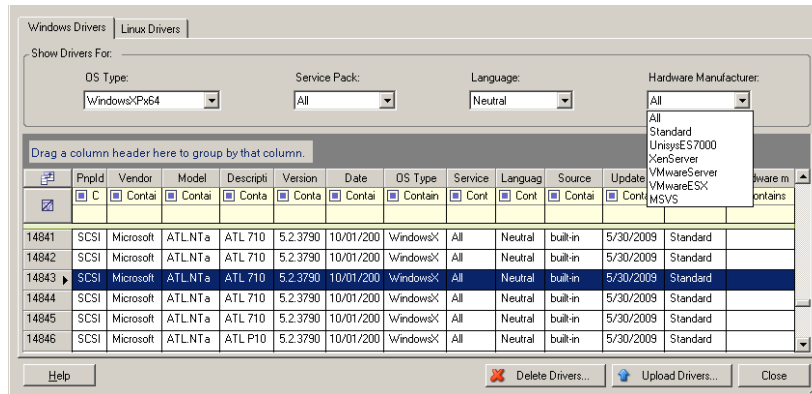 Windows Drivers Linux Drivers
Show Drivers For:
OS Type: Service Pack: Language: Hardware Manufacturer:
WindowsXPx64 All Neutral All
All
Standard
UnisysES7000
XenServer
VMwareServer
VMwareESX
MSVS
Drag a column header here to group by that column.
PnpId Vendor Model Descripti Version Date OS Type Service Languag Source Update dware m
C Contai Contai Conta Contai Contain Contain Cont Cont Contai Conta ontains
14841 SCSI Microsoft ATL.NTa ATL 710 5.2.3790 10/01/200 WindowsX All Neutral built-in 5/30/2009 Standard
14842 SCSI Microsoft ATL.NTa ATL 710 5.2.3790 10/01/200 WindowsX All Neutral built-in 5/30/2009 Standard
14843 SCSI Microsoft ATL.NTa ATL 710 5.2.3790 10/01/200 WindowsX All Neutral built-in 5/30/2009 Standard
14844 SCSI Microsoft ATL.NTa ATL 710 5.2.3790 10/01/200 WindowsX All Neutral built-in 5/30/2009 Standard
14845 SCSI Microsoft ATL.NTa ATL 710 5.2.3790 10/01/200 WindowsX All Neutral built-in 5/30/2009 Standard
14846 SCSI Microsoft ATL.NTa ATL P10 5.2.3790 10/01/200 WindowsX All Neutral built-in 5/30/2009 Standard
Help Delete Drivers... Upload Drivers... Close